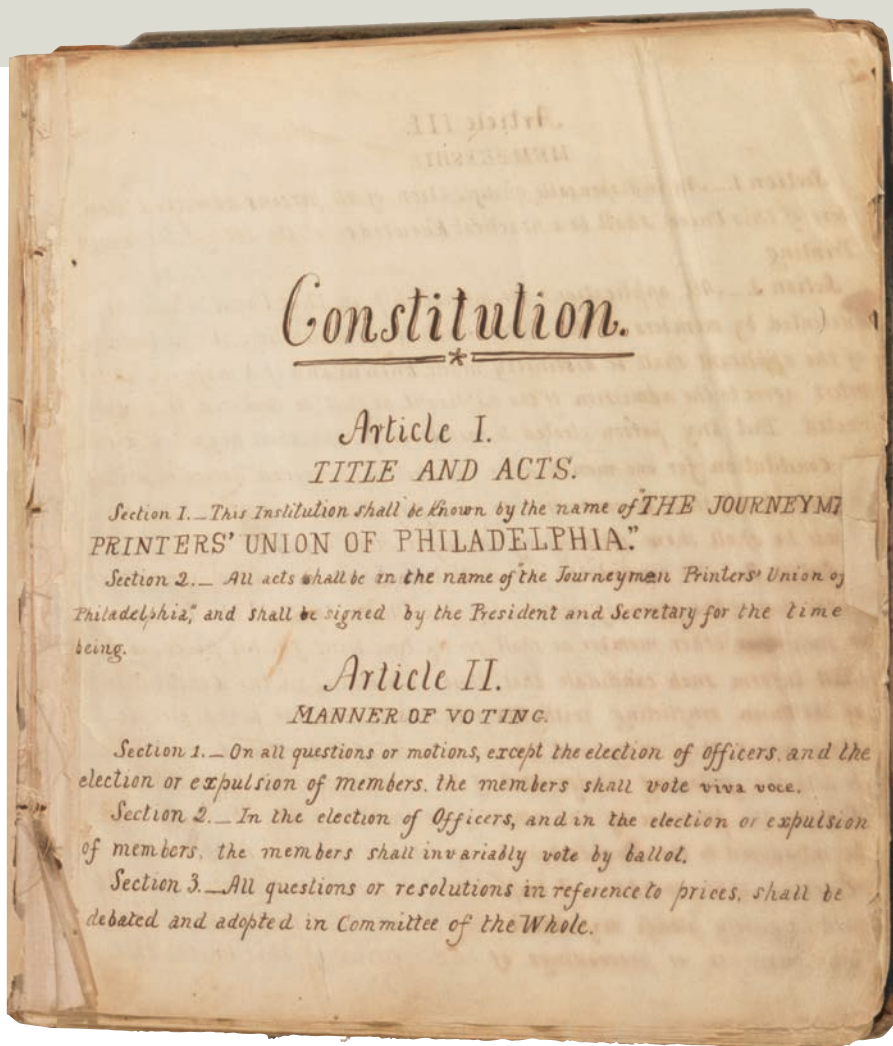 Constitution.
Article I.
TITLE AND ACTS.
Section 1._ This Institution shall be known by the name of "THE JOURNEYM
PRINTERS' UNION OF PHILADELPHIA."
Section 2._ All acts shall be in the name of "the Journeyman Printers' Union of
Philadelphia," and shall be signed by the President and Secretary for the time
being.
Article II.
MANNER OF VOTING.
Section 1._ On all questions or motions, except the election of officers, and the
election or expulsion of members, the members shall vote viva voce.
Section 2._ In the election of Officers, and in the election or expulsion
of members, the members shall invariably vote by ballot.
Section 3._ All questions or resolutions in reference to prices, shall be
debated and adopted in Committee of the Whole.